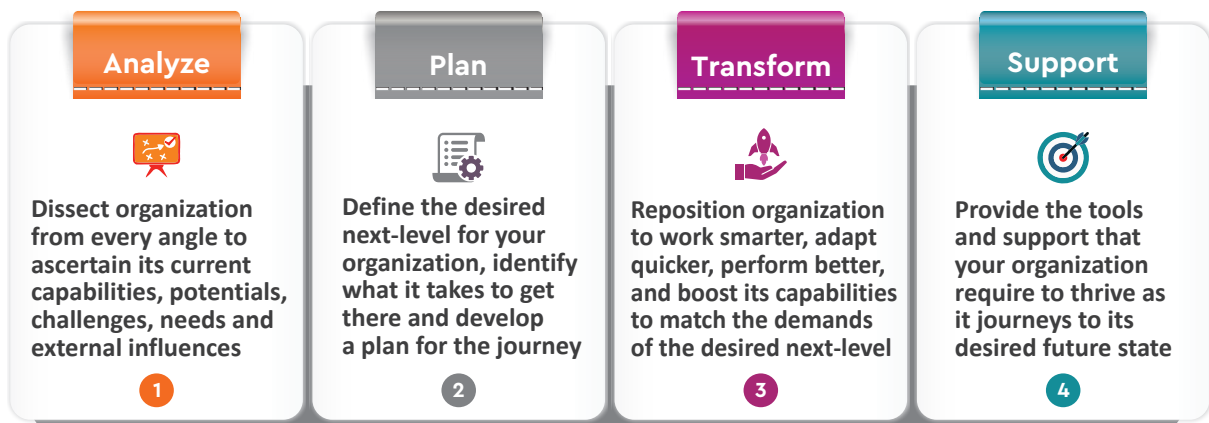 Analyze
Dissect organization
from every angle to
ascertain its current
capabilities, potentials,
challenges, needs and
external influences
1
Plan
Define the desired
next-level for your
organization, identify
what it takes to get
there and develop
a plan for the journey
2
Transform
Reposition organization
to work smarter, adapt
quicker, perform better,
and boost its capabilities
to match the demands
of the desired next-level
3
Support
Provide the tools
and support that
your organization
require to thrive as
it journeys to its
desired future state
4